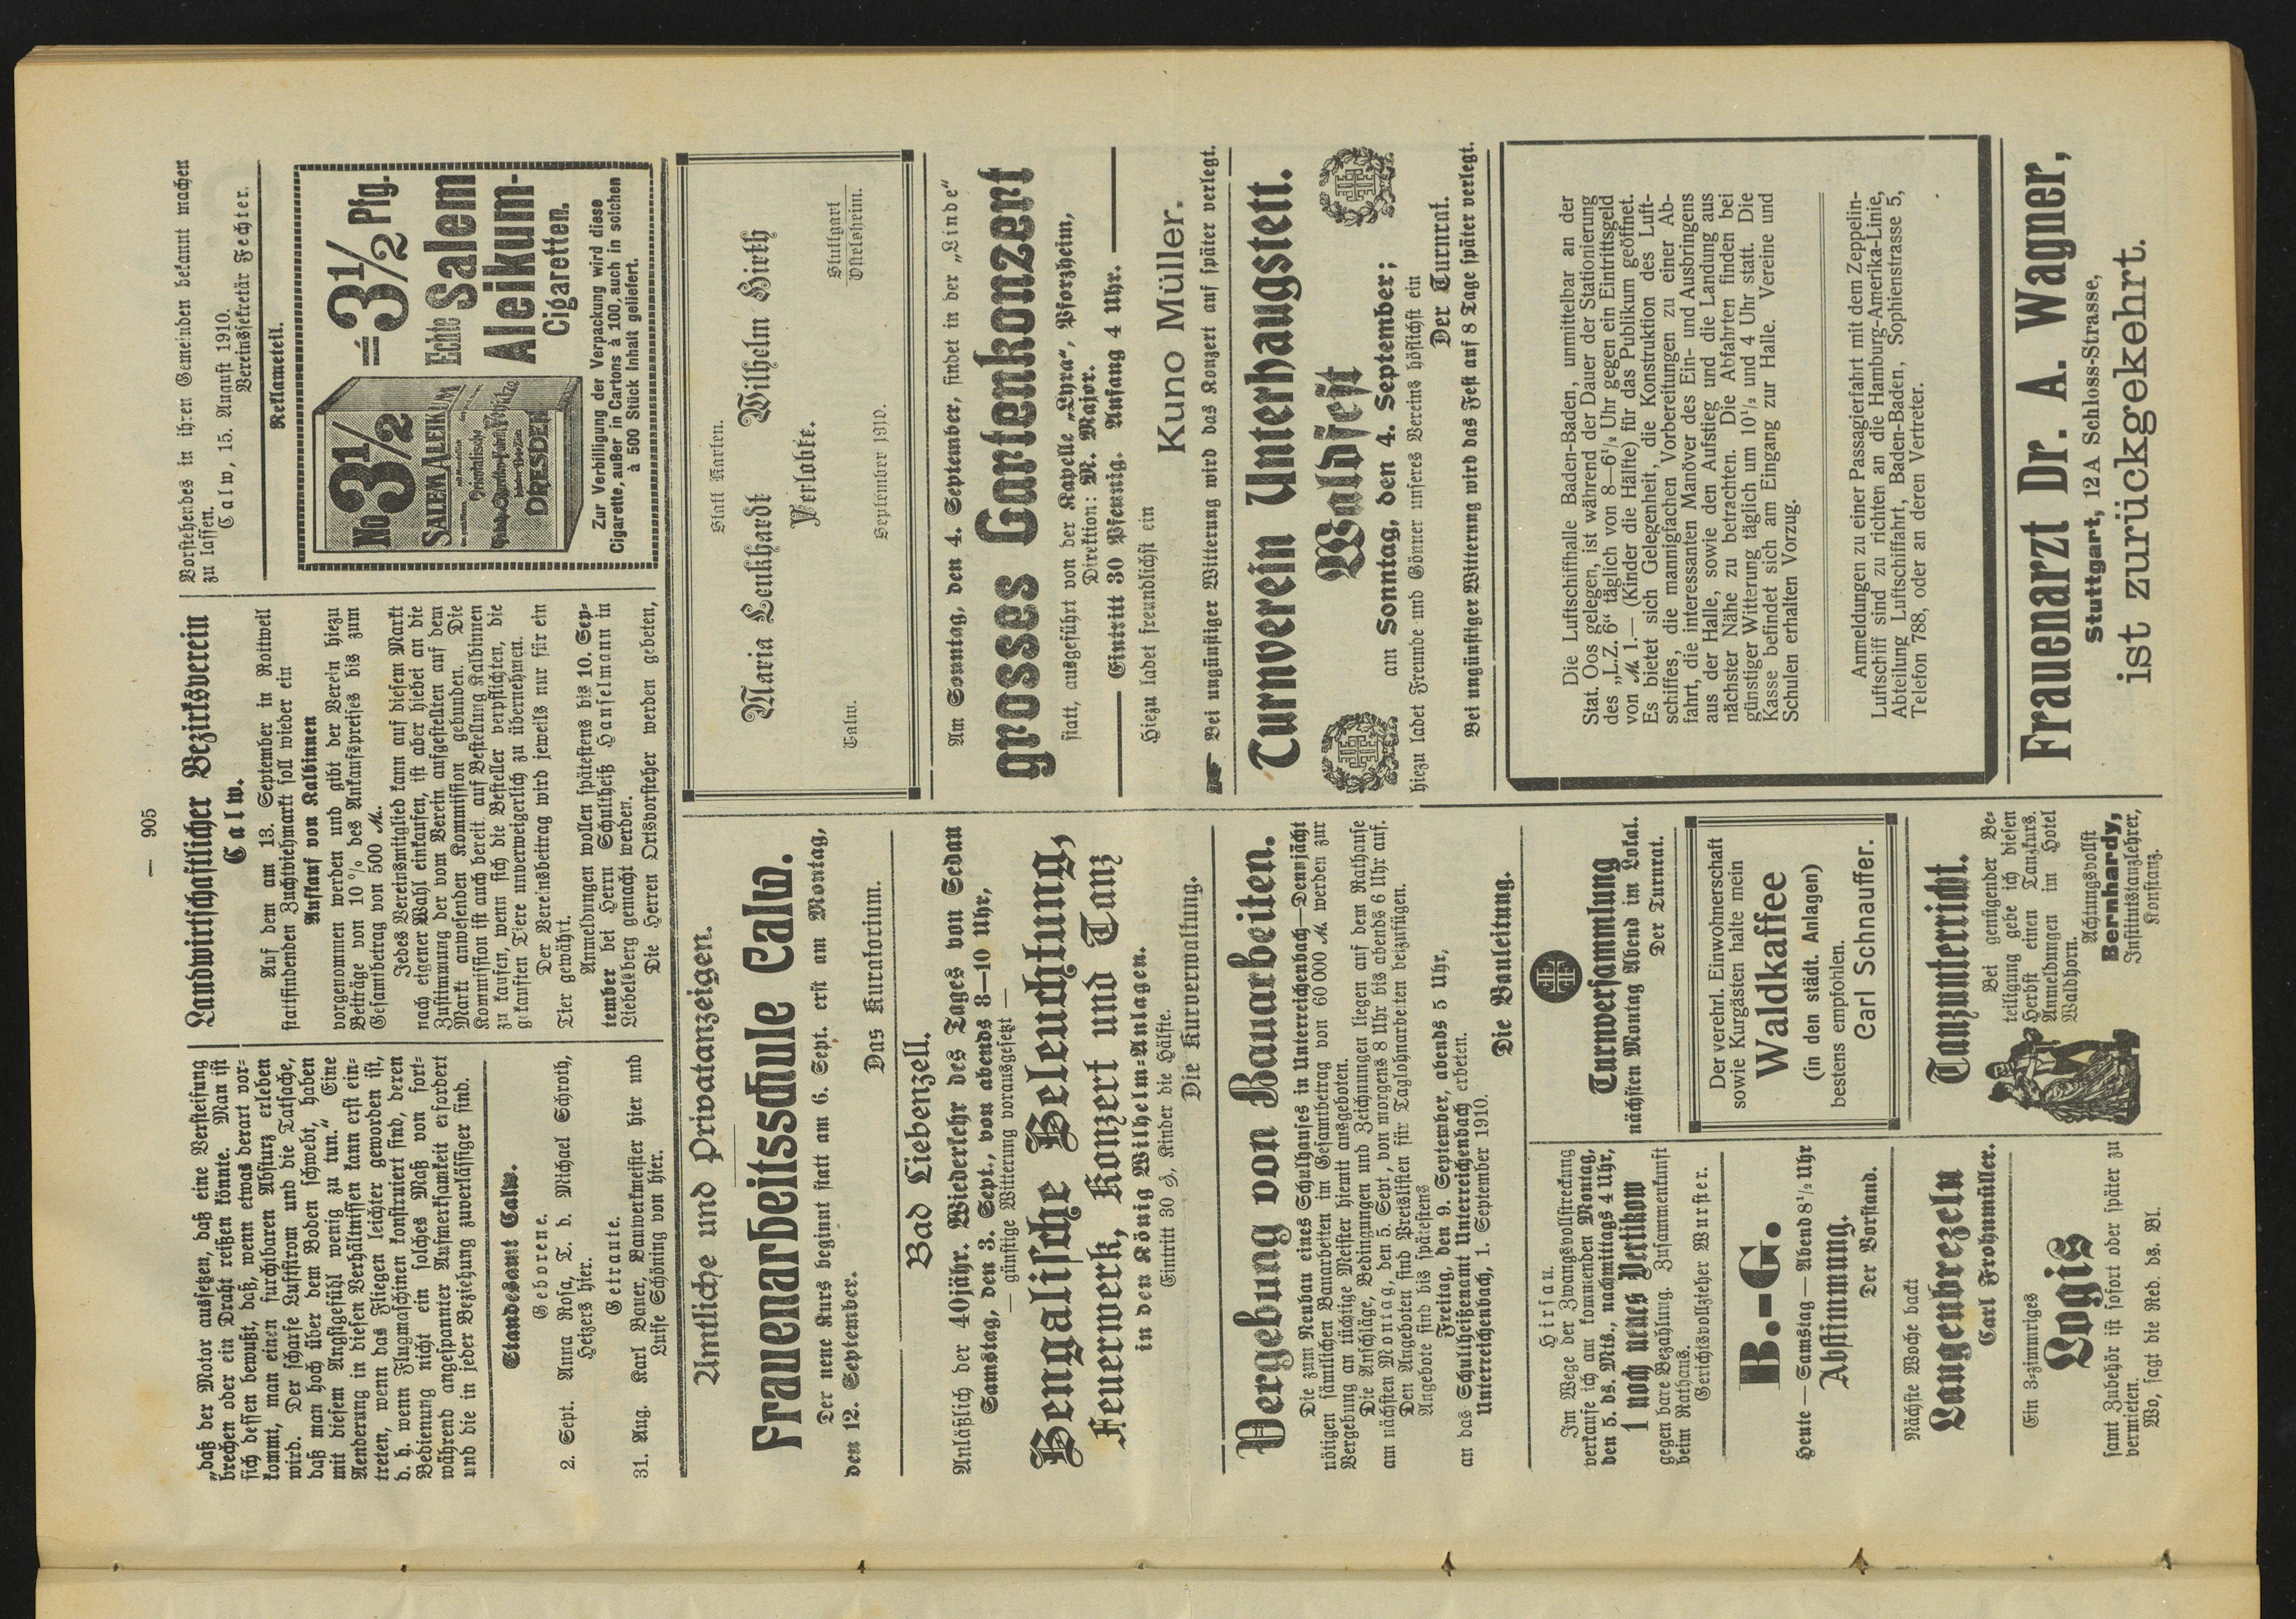 — 905
„daß der Motor aussetzen, daß eine Versteifung
brechen oder ein Draht reißen könnte. Man ist
sich dessen bewußt, daß, wenn etwas derart vor-
kommt, man einen furchtbaren Absturz erleben
wird. Der scharfe Luftstrom und die Tatsache,
daß man hoch über dem Boden schwebt, haben
mit diesem Angstgefühl wenig zu tun.“ Eine
Aenderung in diesen Verhältnissen kann erst ein-
treten, wenn das Fliegen leichter geworden ist,
d. h. wenn Flugmaschinen konstruiert sind, deren
Bedienung nicht ein solches Maß von fort-
während angespannter Aufmerksamkeit erfordert
und die in jeder Beziehung zuverlässiger sind.
Standesamt Calw.
Geborene.
2. Sept. Anna Rosa, T. d. Michael Schroth,
Heizers hier.
Getraute.
31. Aug. Karl Bauer, Bauwerkmeister hier und
Luise Schöning von hier.
Landwirtschaftlicher Bezirksverein
Calw.
Auf dem am 13. September in Rottweil
stattfindenden Zuchtviehmarkt soll wieder ein
Aufkauf von Kalbinnen
vorgenommen werden und gibt der Verein hiezu
Beiträge von 10 % des Ankaufspreises bis zum
Gesamtbetrag von 500 M.
Jedes Vereinsmitglied kann auf diesem Markt
nach eigener Wahl einkaufen, ist aber hiebei an die
Zustimmung der vom Verein aufgestellten auf dem
Markt anwesenden Kommission gebunden. Die
Kommission ist auch bereit auf Bestellung Kalbinnen
zu kaufen, wenn sich die Besteller verpflichten, die
gekauften Tiere unverweigerlich zu übernehmen.
Der Vereinsbeitrag wird jeweils nur für ein
Tier gewährt.
Anmeldungen wollen spätestens bis 10. Sep-
tember bei Herrn Schultheiß Hanselmann in
Liebelsberg gemacht werden.
Die Herren Ortsvorsteher werden gebeten,
Vorstehendes in ihren Gemeinden bekannt machen
zu lassen.
Calw, 15. August 1910.
Vereinssekretär Fechter.
Reklameteil.
No 3½
SALEM ALEIKUM
Orientalische
DRESDEN
= 3½ Pfg.
Echte Salem
Aleikum-
Cigaretten.
Zur Verbilligung der Verpackung wird diese
Cigarette, außer in Cartons à 100, auch in solchen
à 500 Stück Inhalt geliefert.
Amtliche und Privatanzeigen.
Frauenarbeitsschule Calw.
Der neue Kurs beginnt statt am 6. Sept. erst am Montag,
den 12. September.
Das Kuratorium.
Bad Liebenzell.
Anläßlich der 40jähr. Wiederkehr des Tages von Sedan
Samstag, den 3. Sept., von abends 8—10 Uhr,
— günstige Witterung vorausgesetzt —
Bengalische Beleuchtung,
Feuerwerk, Konzert und Tanz
in den König Wilhelm-Anlagen.
Eintritt 30 ₰, Kinder die Hälfte.
Die Kurverwaltung.
Vergebung von Bauarbeiten.
Die zum Neubau eines Schulhauses in Unterreichenbach—Dennjächt
nötigen sämtlichen Bauarbeiten im Gesamtbetrag von 60 000 M werden zur
Vergebung an tüchtige Meister hiemit ausgeboten.
Die Anschläge, Bedingungen und Zeichnungen liegen auf dem Rathause
am nächsten Montag, den 5. Sept. von morgens 8 Uhr bis abends 6 Uhr auf.
Den Angeboten sind Preislisten für Taglohnarbeiten beizufügen.
Angebote sind bis spätestens
Freitag, den 9. September, abends 5 Uhr,
an das Schultheißenamt Unterreichenbach erbeten.
Unterreichenbach, 1. September 1910.
Die Bauleitung.
Hirsau.
Im Wege der Zwangsvollstreckung
verkaufe ich am kommenden Montag,
den 5. ds. Mts., nachmittags 4 Uhr,
1 noch neues Vertikow
gegen bare Bezahlung. Zusammenkunft
beim Rathaus.
Gerichtsvollzieher Wurster.
B.-G.
Heute — Samstag — Abend 8½ Uhr
Abstimmung.
Der Vorstand.
Nächste Woche backt
Laugenbrezeln
Carl Frohnmüller.
Ein 3-zimmriges
Logis
samt Zubehör ist sofort oder später zu
vermieten.
Wo, sagt die Red. ds. Bl.
Turnversammlung
nächsten Montag Abend im Lokal.
Der Turnrat.
Der verehrl. Einwohnerschaft
sowie Kurgästen halte mein
Waldkaffee
(in den städt. Anlagen)
bestens empfohlen.
Carl Schnauffer.
Tanzunterricht.
Bei genügender Be-
teiligung gebe ich diesen
Herbst einen Tanzkurs.
Anmeldungen im Hotel
Waldhorn.
Achtungsvollst
Bernhardy,
Institutstanzlehrer,
Konstanz.
Statt Karten.
Maria Leukhardt
Wilhelm Hirth
Verlobte.
Calw.
Stuttgart
Ostelsheim.
September 1910.
Am Sonntag, den 4. September, findet in der „Linde“
grosses Gartenkonzert
statt, ausgeführt von der Kapelle „Lyra“, Pforzheim,
Direktion: R. Major.
Eintritt 30 Pfennig. Anfang 4 Uhr.
Hiezu ladet freundlichst ein
Kuno Müller.
☛ Bei ungünstiger Witterung wird das Konzert auf später verlegt.
Turnverein Unterhaugstett.
Waldfest
am Sonntag, den 4. September;
hiezu ladet Freunde und Gönner unseres Vereins höflichst ein
Der Turnrat.
Bei ungünstiger Witterung wird das Fest auf 8 Tage später verlegt.
Die Luftschiffhalle Baden-Baden, unmittelbar an der
Stat. Oos gelegen, ist während der Dauer der Stationierung
des „L.Z. 6“ täglich von 8—6½ Uhr gegen ein Eintrittsgeld
von M 1.— (Kinder die Hälfte) für das Publikum geöffnet.
Es bietet sich Gelegenheit, die Konstruktion des Luft-
schiffes, die mannigfachen Vorbereitungen zu einer Ab-
fahrt, die interessanten Manöver des Ein- und Ausbringens
aus der Halle, sowie den Aufstieg und die Landung aus
nächster Nähe zu betrachten. Die Abfahrten finden bei
günstiger Witterung täglich um 10½ und 4 Uhr statt. Die
Kasse befindet sich am Eingang zur Halle. Vereine und
Schulen erhalten Vorzug.
Anmeldungen zu einer Passagierfahrt mit dem Zeppelin-
Luftschiff sind zu richten an die Hamburg-Amerika-Linie,
Abteilung Luftschiffahrt, Baden-Baden, Sophienstrasse 5,
Telefon 788, oder an deren Vertreter.
Frauenarzt Dr. A. Wagner,
Stuttgart, 12 A Schloss-Strasse,
ist zurückgekehrt.